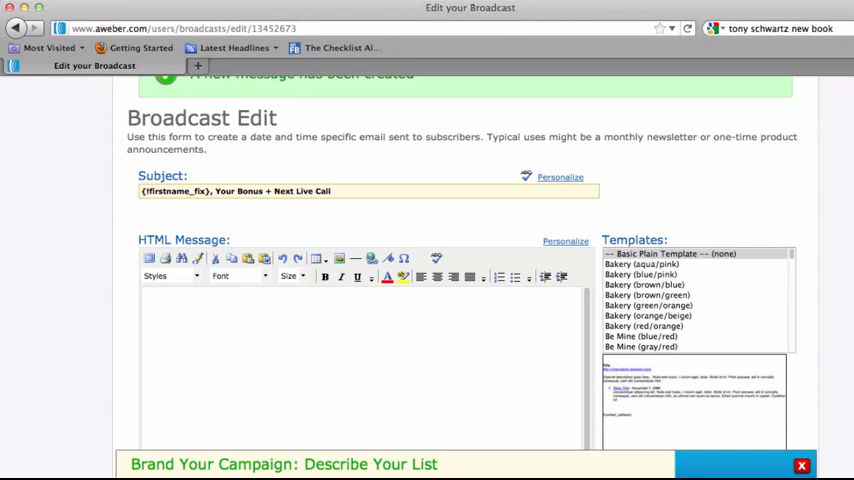 Edit your Broadcast
www.aweber.com/users/broadcasts/edit/13452673
tony schwartz new book
Most Visited
Getting Started
Latest Headlines
The Checklist Al...
Edit your Broadcast
A new message has been created
Broadcast Edit
Use this form to create a date and time specific email sent to subscribers. Typical uses might be a monthly newsletter or one-time product
announcements.
Subject:
Personalize
{!firstname_fix}, Your Bonus + Next Live Call
HTML Message:
Personalize
Templates:
Styles
Font
Size
B I U
-- Basic Plain Template -- (none)
Bakery (aqua/pink)
Bakery (blue/pink)
Bakery (brown/blue)
Bakery (brown/green)
Bakery (green/orange)
Bakery (orange/beige)
Bakery (red/orange)
Be Mine (blue/red)
Be Mine (gray/red)
Brand Your Campaign: Describe Your List